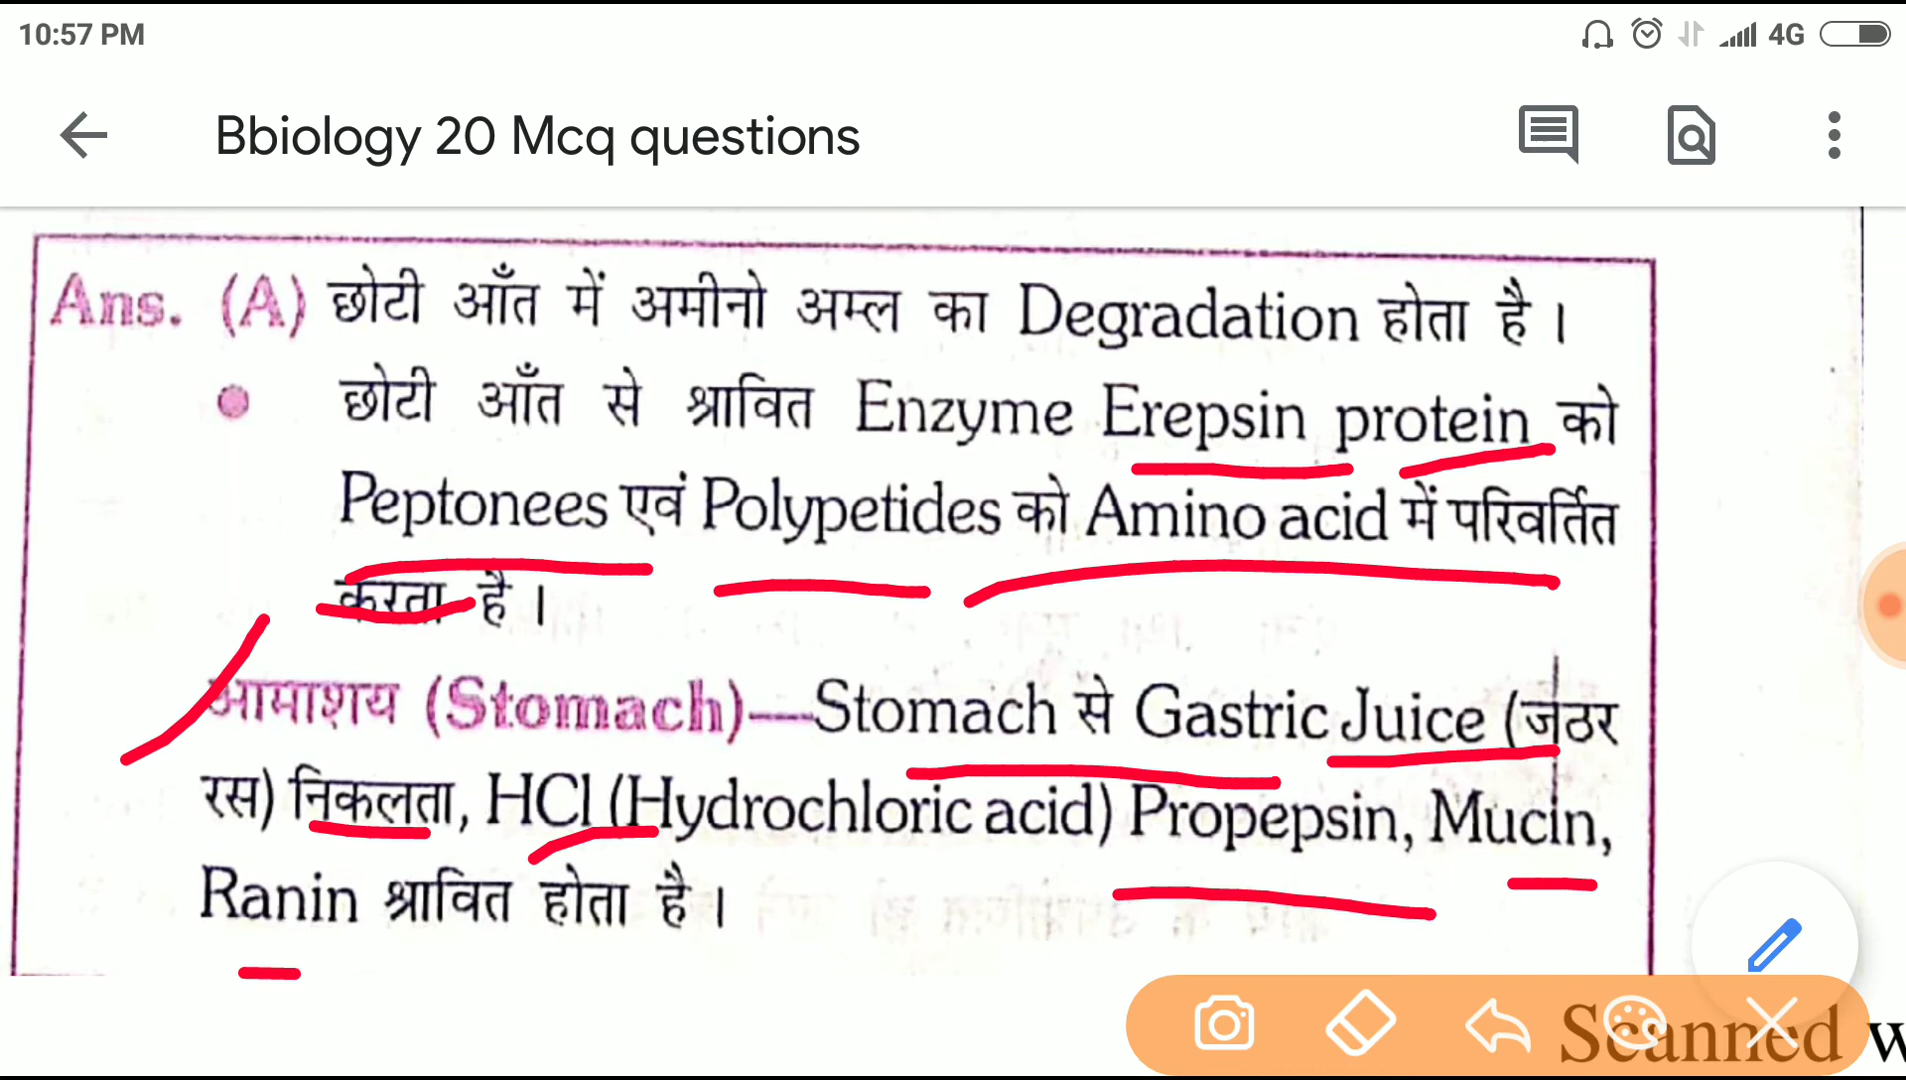 10:57 PM
4G
Bbiology 20 Mcq questions
Ans. (A) छोटी आँत में अमीनो अम्ल का Degradation होता है।
छोटी आँत से श्रावित Enzyme Erepsin protein को
Peptonees एवं Polypetides को Amino acid में परिवर्तित
करता है।
आमाशय (Stomach)—Stomach से Gastric Juice (जठर
रस) निकलता, HCl (Hydrochloric acid) Propepsin, Mucin,
Ranin श्रावित होता है।
Scanned w